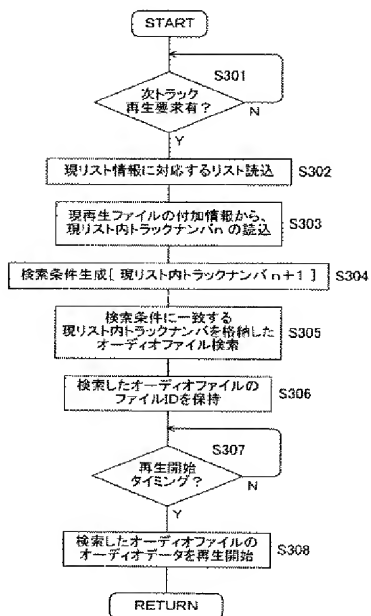 START
S301
次トラック
再生要求有?
N
Y
現リスト情報に対応するリスト読込
S302
現再生ファイルの付加情報から、
現リスト内トラックナンバn の読込
S303
検索条件生成[ 現リスト内トラックナンバn+1 ]
S304
検索条件に一致する
現リスト内トラックナンバを格納した
オーディオファイル検索
S305
検索したオーディオファイルの
ファイルIDを保持
S306
S307
再生開始
タイミング?
N
Y
検索したオーディオファイルの
オーディオデータを再生開始
S308
RETURN